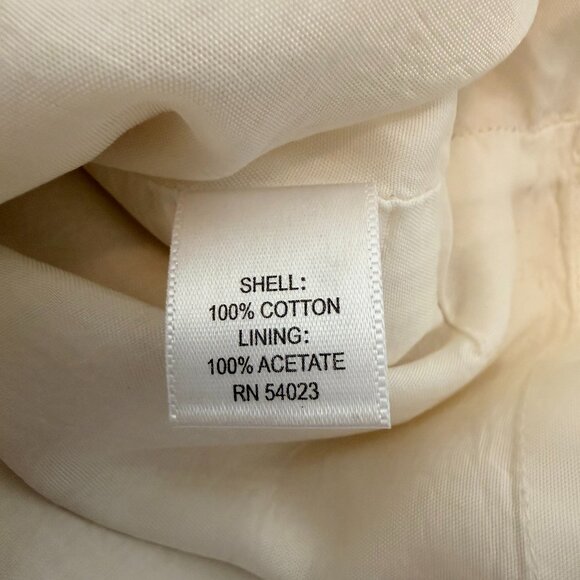 SHELL:
100% COTTON
LINING:
100% ACETATE
RN 54023